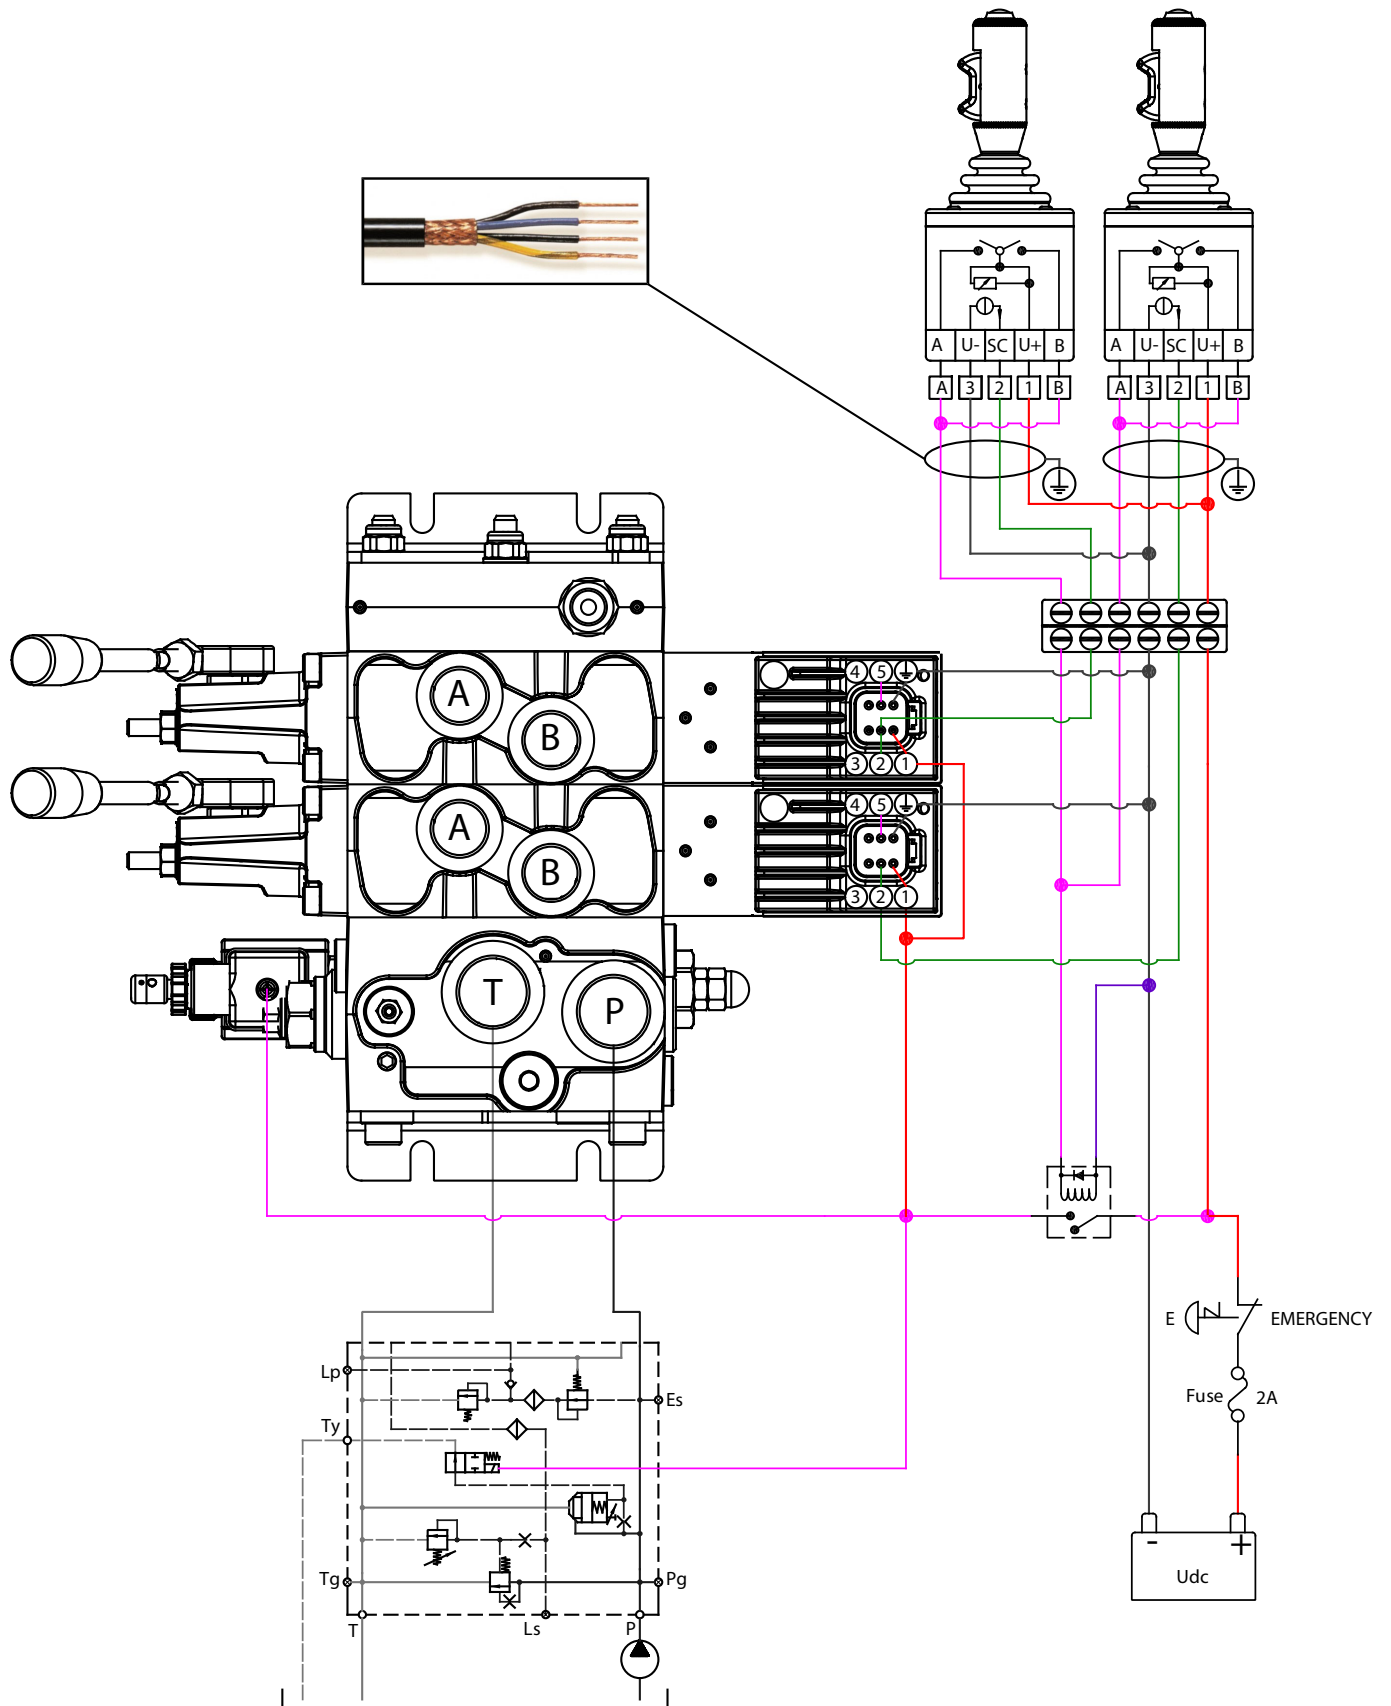 A U- SC U+ B A U- SC U+ B
A 3 2 1 B A 3 2 1 B
4 5
A
B
3 2 1
4 5
A
B
3 2 1
T P
E EMERGENCY
Lp
Es
Fuse 2A
Ty
- +
Udc
Tg Pg
T Ls P